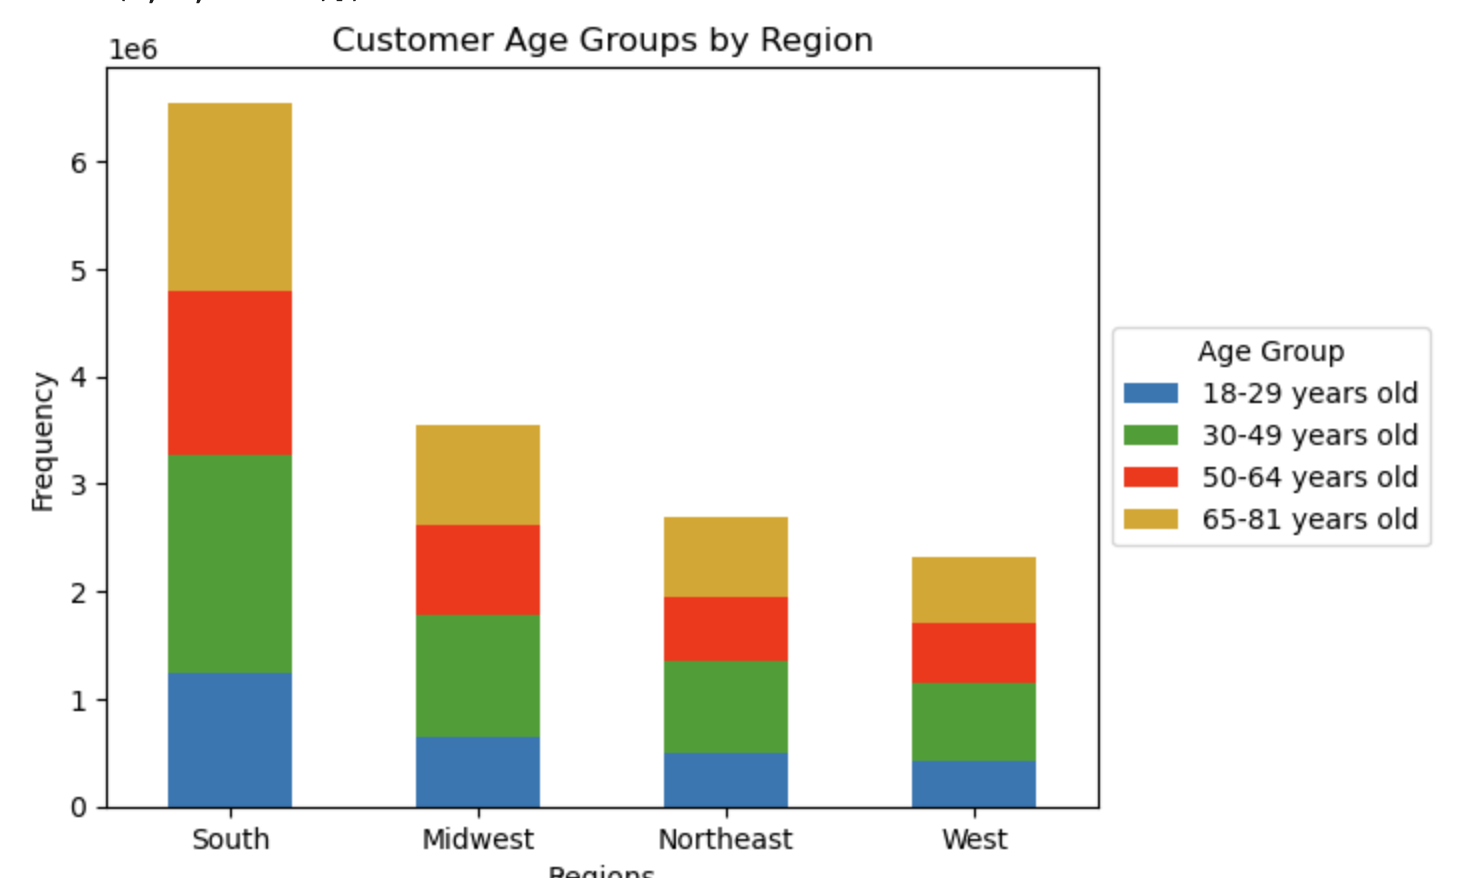 Customer Age Groups by Region
1e6
6
5
4
3
2
1
0
Frequency
South Midwest Northeast West
Regions
Age Group
18-29 years old
30-49 years old
50-64 years old
65-81 years old